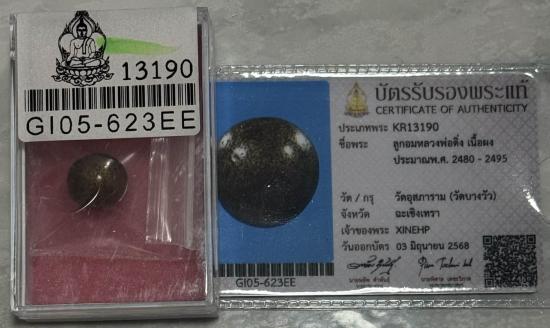 13190
GI05-623EE
บัตรรับรองพระแท้
CERTIFICATE OF AUTHENTICITY
ประเภทพระ KR13190
ชื่อพระ ลูกอมหลวงพ่อดิ่ง เนื้อผง
ประมาณพ.ศ. 2480 - 2495
วัด / กรุ วัดอุสภาราม (วัดบางวัว)
จังหวัด ฉะเชิงเทรา
เจ้าของพระ XINEHP
วันออกบัตร 03 มิถุนายน 2568
GI05-623EE